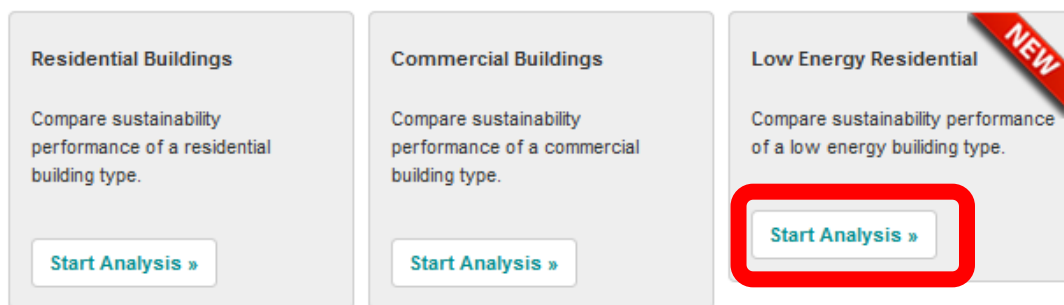 Residential Buildings
Compare sustainability
performance of a residential
building type.
Start Analysis »
Commercial Buildings
Compare sustainability
performance of a commercial
building type.
Start Analysis »
Low Energy Residential
NEW
Compare sustainability performance
of a low energy builiding type.
Start Analysis »